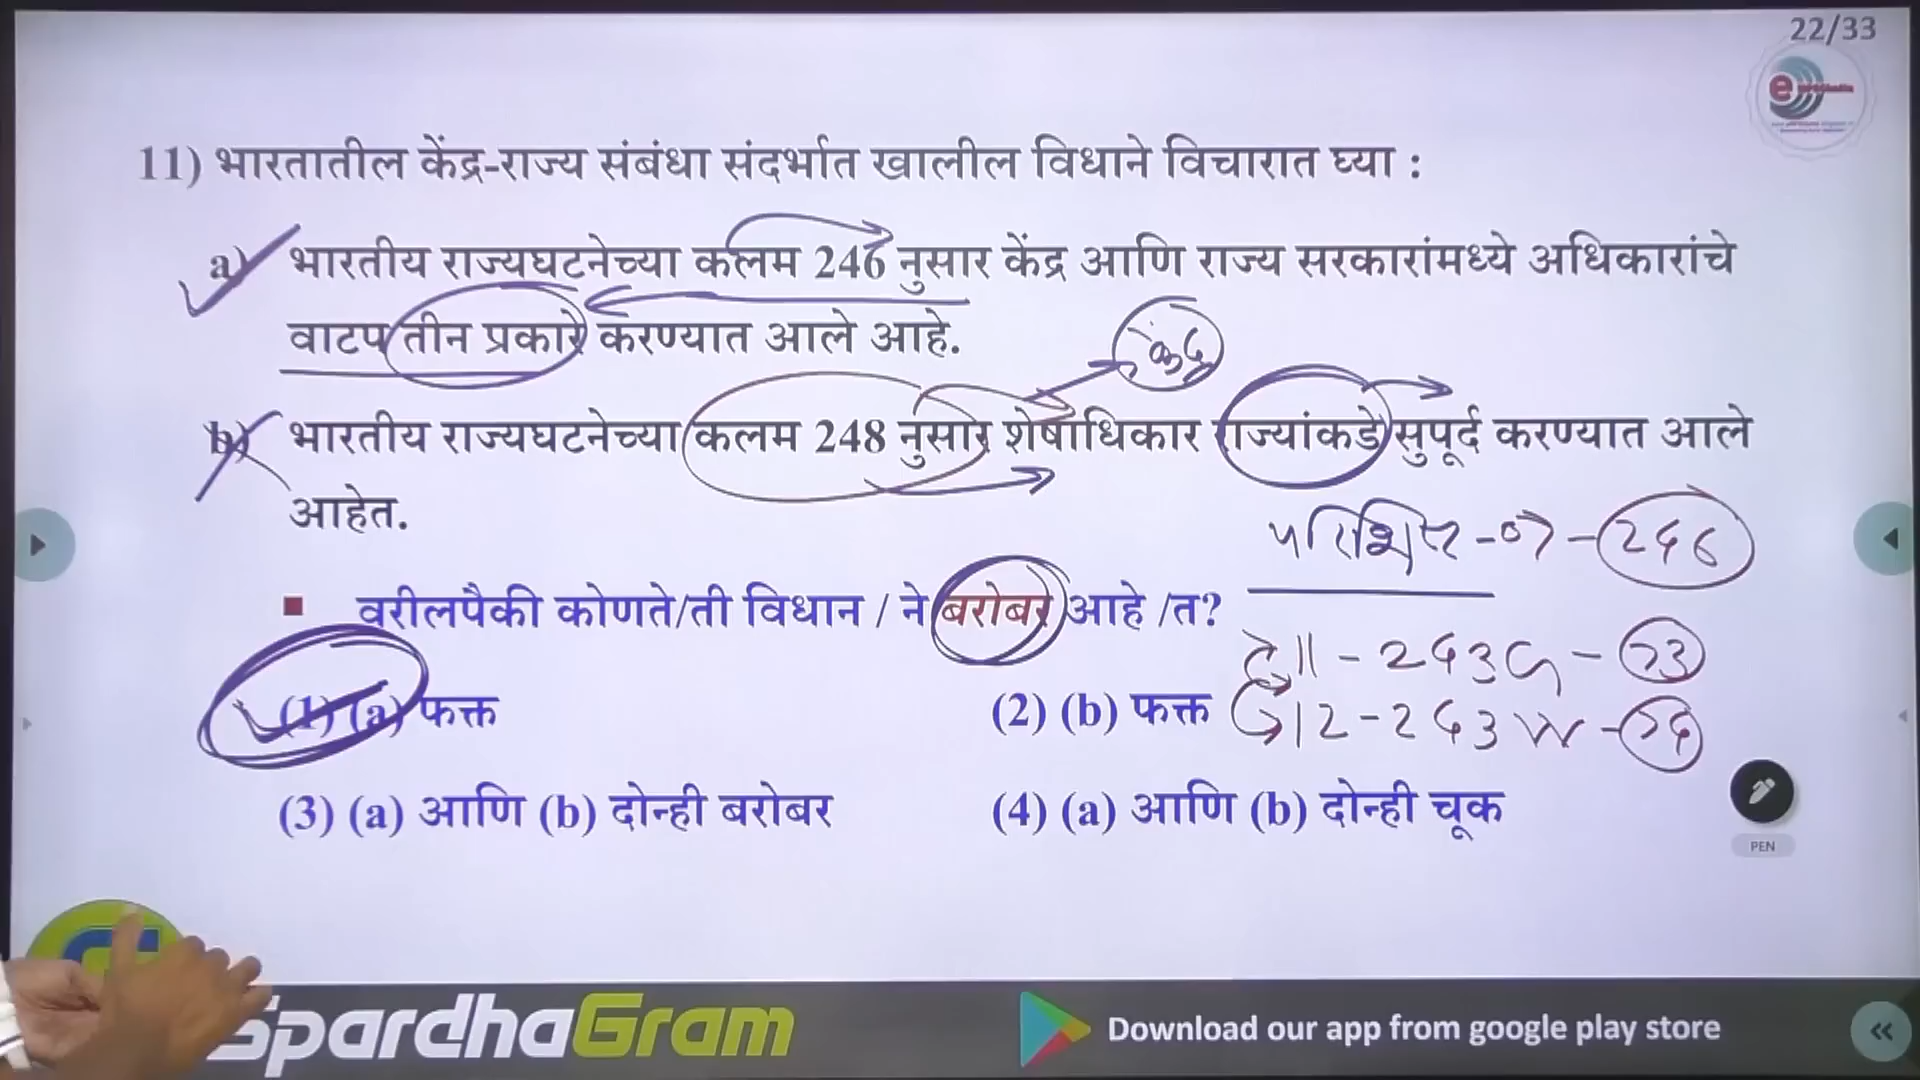 22/33
11) भारतातील केंद्र-राज्य संबंधा संदर्भात खालील विधाने विचारात घ्या :
a) भारतीय राज्यघटनेच्या कलम 246 नुसार केंद्र आणि राज्य सरकारांमध्ये अधिकारांचे
वाटप तीन प्रकारे करण्यात आले आहे.
केंद्र
b) भारतीय राज्यघटनेच्या कलम 248 नुसार शेषाधिकार राज्यांकडे सुपूर्द करण्यात आले
आहेत.
परिशिष्ट - 7 - 246
वरीलपैकी कोणते/ती विधान / ने बरोबर आहे /त?
11 - 243G - 73
(1) (a) फक्त (2) (b) फक्त
12 - 243W - 74
(3) (a) आणि (b) दोन्ही बरोबर (4) (a) आणि (b) दोन्ही चूक
PEN
SpardhaGram Download our app from google play store